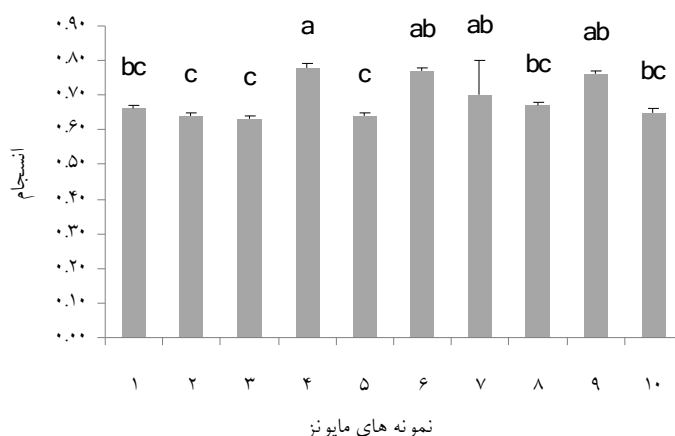 ۰.۹۰
۰.۸۰
۰.۷۰
۰.۶۰
۰.۵۰
۰.۴۰
۰.۳۰
۰.۲۰
۰.۱۰
۰.۰۰
انسجام
bc c c a c ab ab bc ab bc
۱ ۲ ۳ ۴ ۵ ۶ ۷ ۸ ۹ ۱۰
نمونه های مایونز